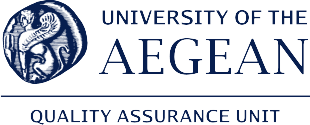 UNIVERSITY OF THE
AEGEAN
QUALITY ASSURANCE UNIT